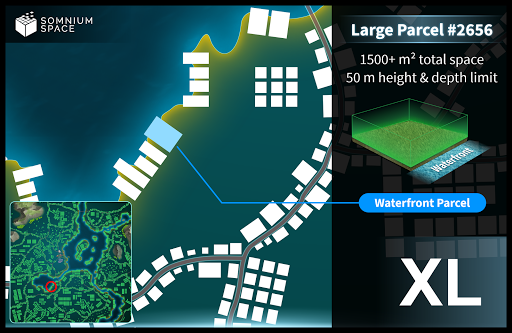 SOMNIUM
SPACE
Large Parcel #2656
1500+ m² total space
50 m height & depth limit
Waterfront
Waterfront Parcel
XL